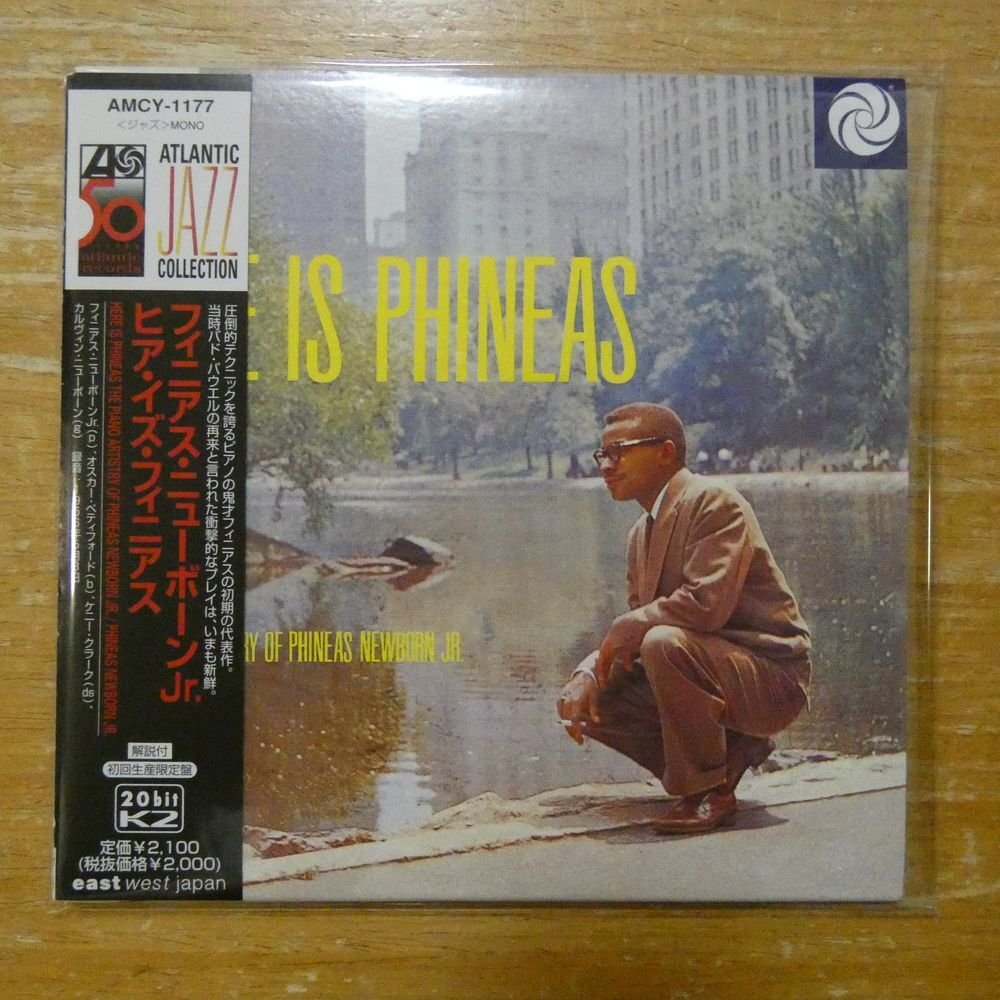 AMCY-1177
<ジャズ>MONO
50
atlantic
records
ATLANTIC
JAZZ
COLLECTION
E IS PHINEAS
RY OF PHINEAS NEWBORN JR.
圧倒的テクニックを誇るピアノの鬼才フィニアスの初期の代表作。
当時バド・パウエルの再来と言われた衝撃的なプレイは、いまも新鮮。
フィニアス・ニューボーンJr.
ヒア・イズ・フィニアス
HERE IS PHINEAS THE PIANO ARTISTRY OF PHINEAS NEWBORN JR. / PHINEAS NEWBORN JR.
フィニアス・ニューボーンJr.(p)、オスカー・ペティフォード(b)、ケニー・クラーク(ds)、
カルヴィン・ニューボーン(g) 録音
解説付
初回生産限定盤
20bit
K2
定価¥2,100
(税抜価格¥2,000)
east west japan